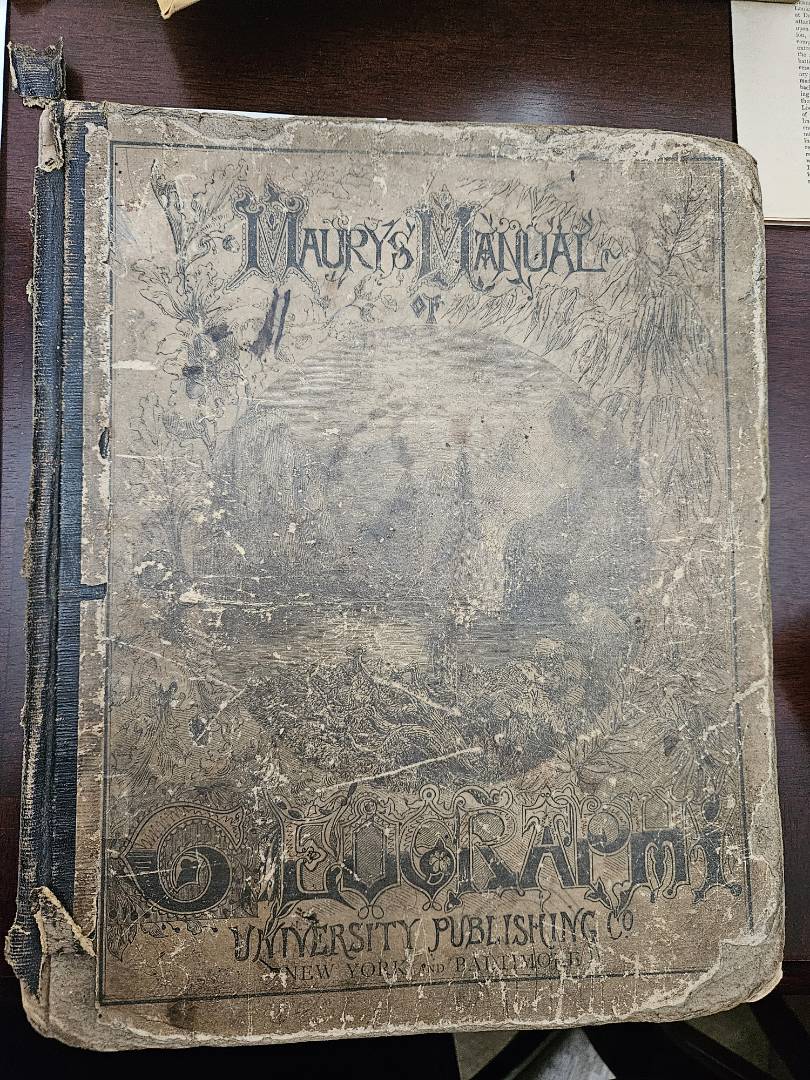 MAURY'S MANUAL
OF
GEOGRAPHY
UNIVERSITY PUBLISHING CO
NEW YORK AND BALTIMORE